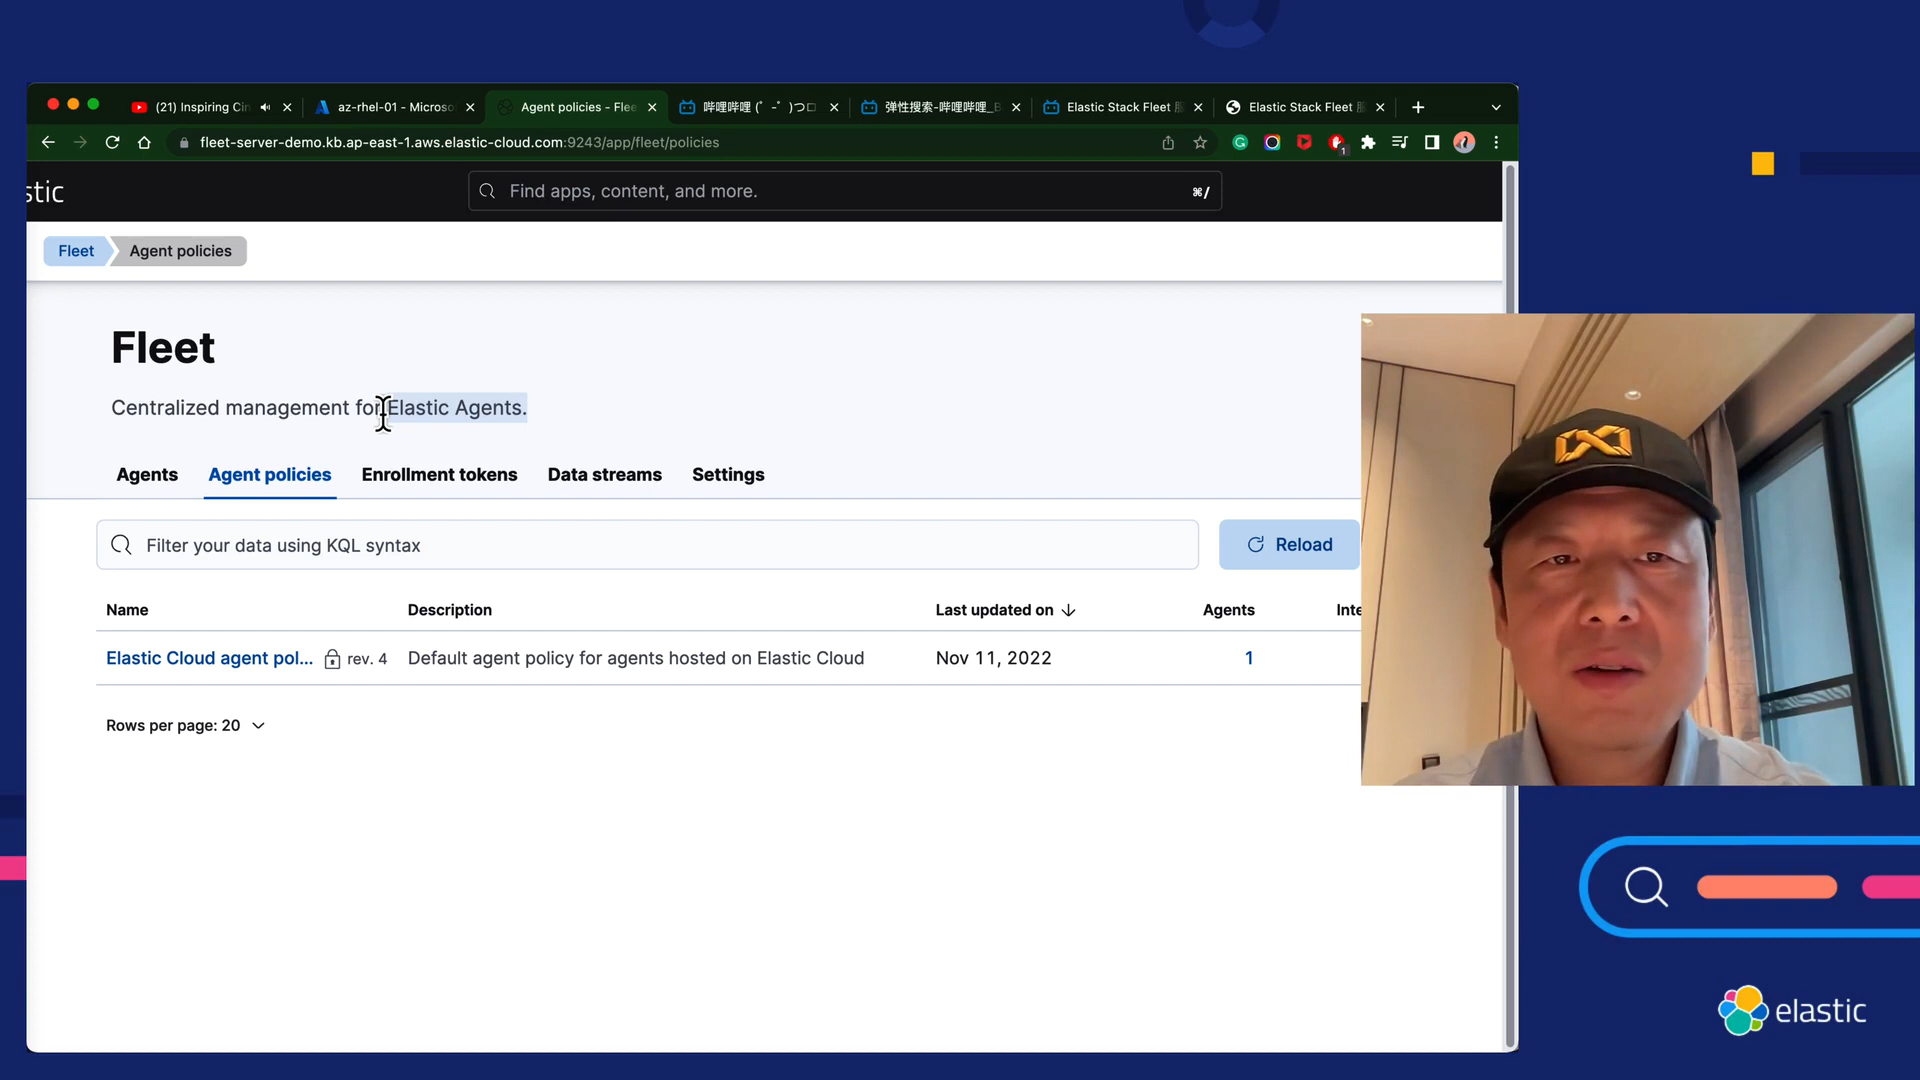 (21) Inspiring Cin
az-rhel-01 - Microso
Agent policies - Flee
哔哩哔哩 (゜-゜)つロ
弹性搜索-哔哩哔哩_B
Elastic Stack Fleet 服
Elastic Stack Fleet 服
fleet-server-demo.kb.ap-east-1.aws.elastic-cloud.com:9243/app/fleet/policies
1
stic
Find apps, content, and more.
⌘/
Fleet
Agent policies
Fleet
Centralized management for Elastic Agents.
Agents
Agent policies
Enrollment tokens
Data streams
Settings
Filter your data using KQL syntax
Reload
Name
Description
Last updated on
Agents
Inte
Elastic Cloud agent pol...
rev. 4
Default agent policy for agents hosted on Elastic Cloud
Nov 11, 2022
1
Rows per page: 20
elastic